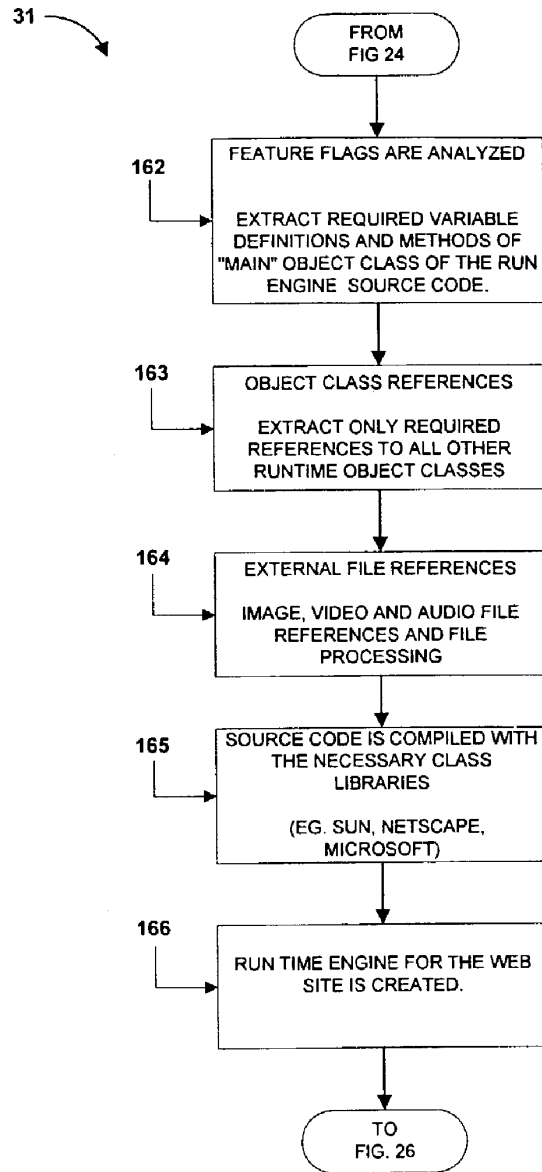 31
FROM
FIG 24
162
FEATURE FLAGS ARE ANALYZED
EXTRACT REQUIRED VARIABLE
DEFINITIONS AND METHODS OF
"MAIN" OBJECT CLASS OF THE RUN
ENGINE SOURCE CODE.
163
OBJECT CLASS REFERENCES
EXTRACT ONLY REQUIRED
REFERENCES TO ALL OTHER
RUNTIME OBJECT CLASSES
164
EXTERNAL FILE REFERENCES
IMAGE, VIDEO AND AUDIO FILE
REFERENCES AND FILE
PROCESSING
165
SOURCE CODE IS COMPILED WITH
THE NECESSARY CLASS
LIBRARIES
(EG. SUN, NETSCAPE,
MICROSOFT)
166
RUN TIME ENGINE FOR THE WEB
SITE IS CREATED.
TO
FIG. 26